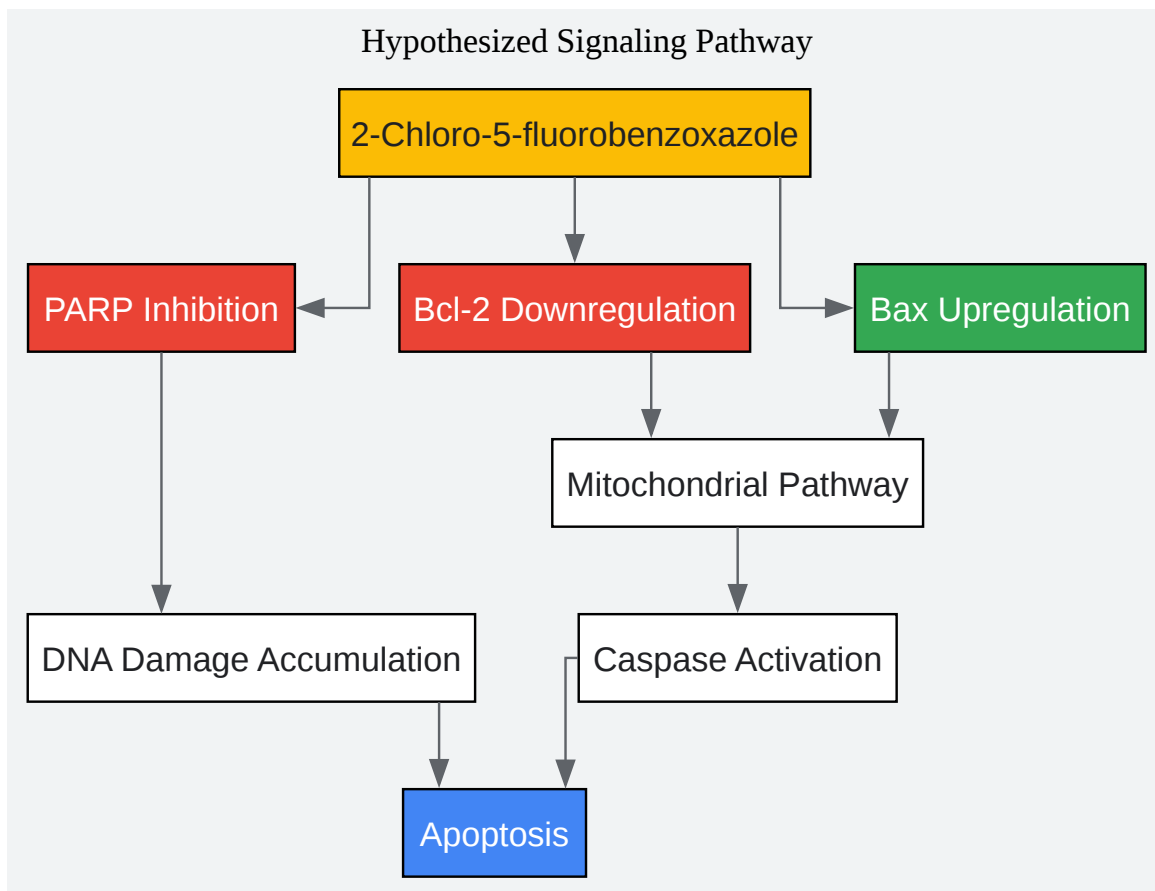 Hypothesized Signaling Pathway
2-Chloro-5-fluorobenzoxazole
PARP Inhibition
Bcl-2 Downregulation
Bax Upregulation
Mitochondrial Pathway
DNA Damage Accumulation
Caspase Activation
Apoptosis